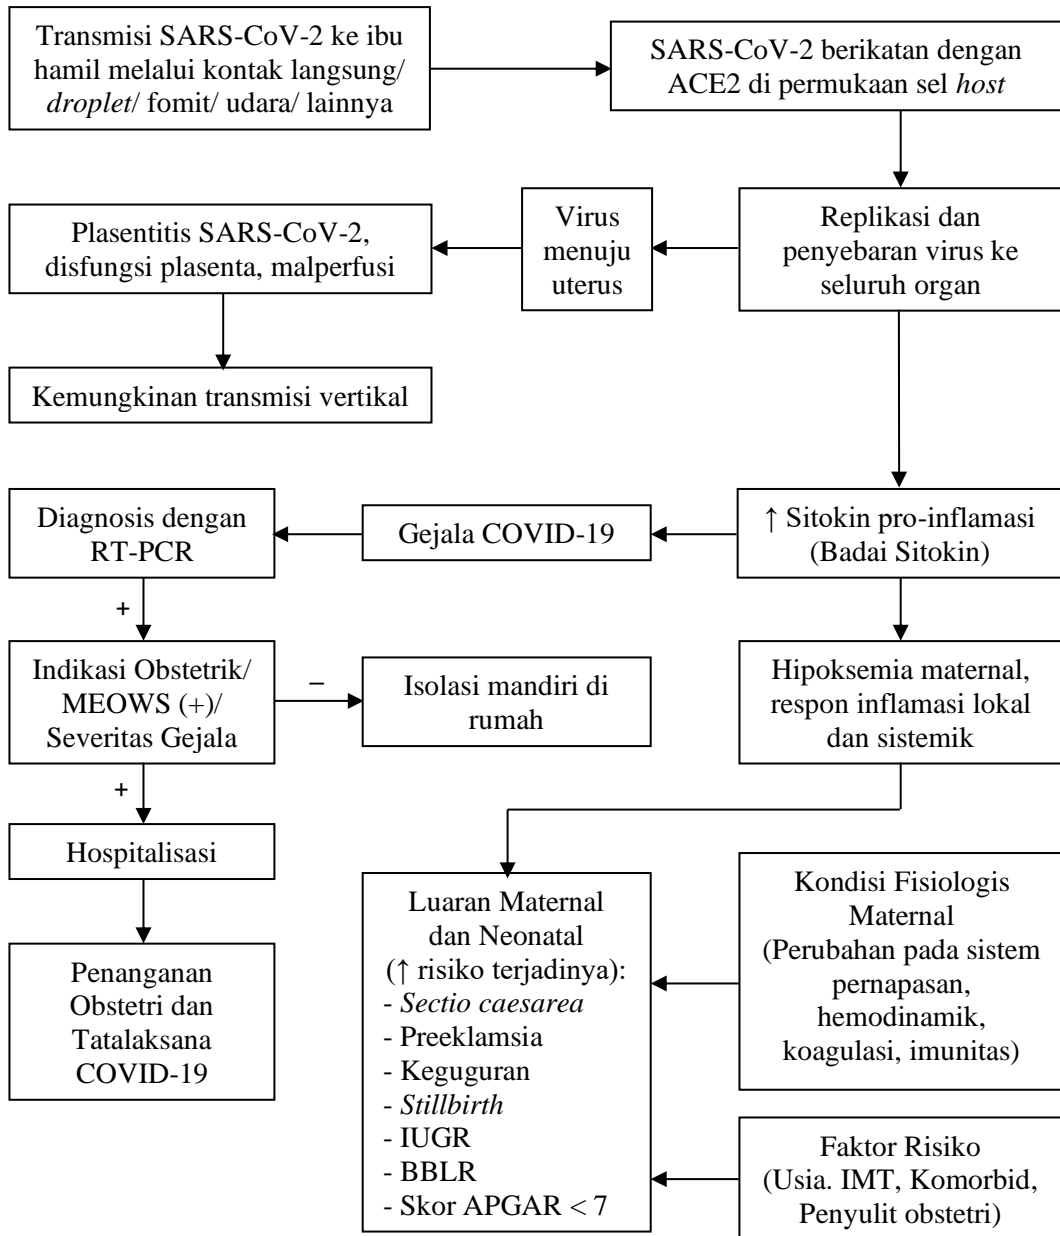 Transmisi SARS-CoV-2 ke ibu
hamil melalui kontak langsung/
droplet/ fomit/ udara/ lainnya
SARS-CoV-2 berikatan dengan
ACE2 di permukaan sel host
Plasentitis SARS-CoV-2,
disfungsi plasenta, malperfusi
Virus
menuju
uterus
Replikasi dan
penyebaran virus ke
seluruh organ
Kemungkinan transmisi vertikal
Diagnosis dengan
RT-PCR
Gejala COVID-19
↑ Sitokin pro-inflamasi
(Badai Sitokin)
+
Indikasi Obstetrik/
MEOWS (+)/
Severitas Gejala
–
Isolasi mandiri di
rumah
Hipoksemia maternal,
respon inflamasi lokal
dan sistemik
+
Hospitalisasi
Penanganan
Obstetri dan
Tatalaksana
COVID-19
Luaran Maternal
dan Neonatal
(↑ risiko terjadinya):
- Sectio caesarea
- Preeklamsia
- Keguguran
- Stillbirth
- IUGR
- BBLR
- Skor APGAR < 7
Kondisi Fisiologis
Maternal
(Perubahan pada sistem
pernapasan,
hemodinamik,
koagulasi, imunitas)
Faktor Risiko
(Usia. IMT, Komorbid,
Penyulit obstetri)